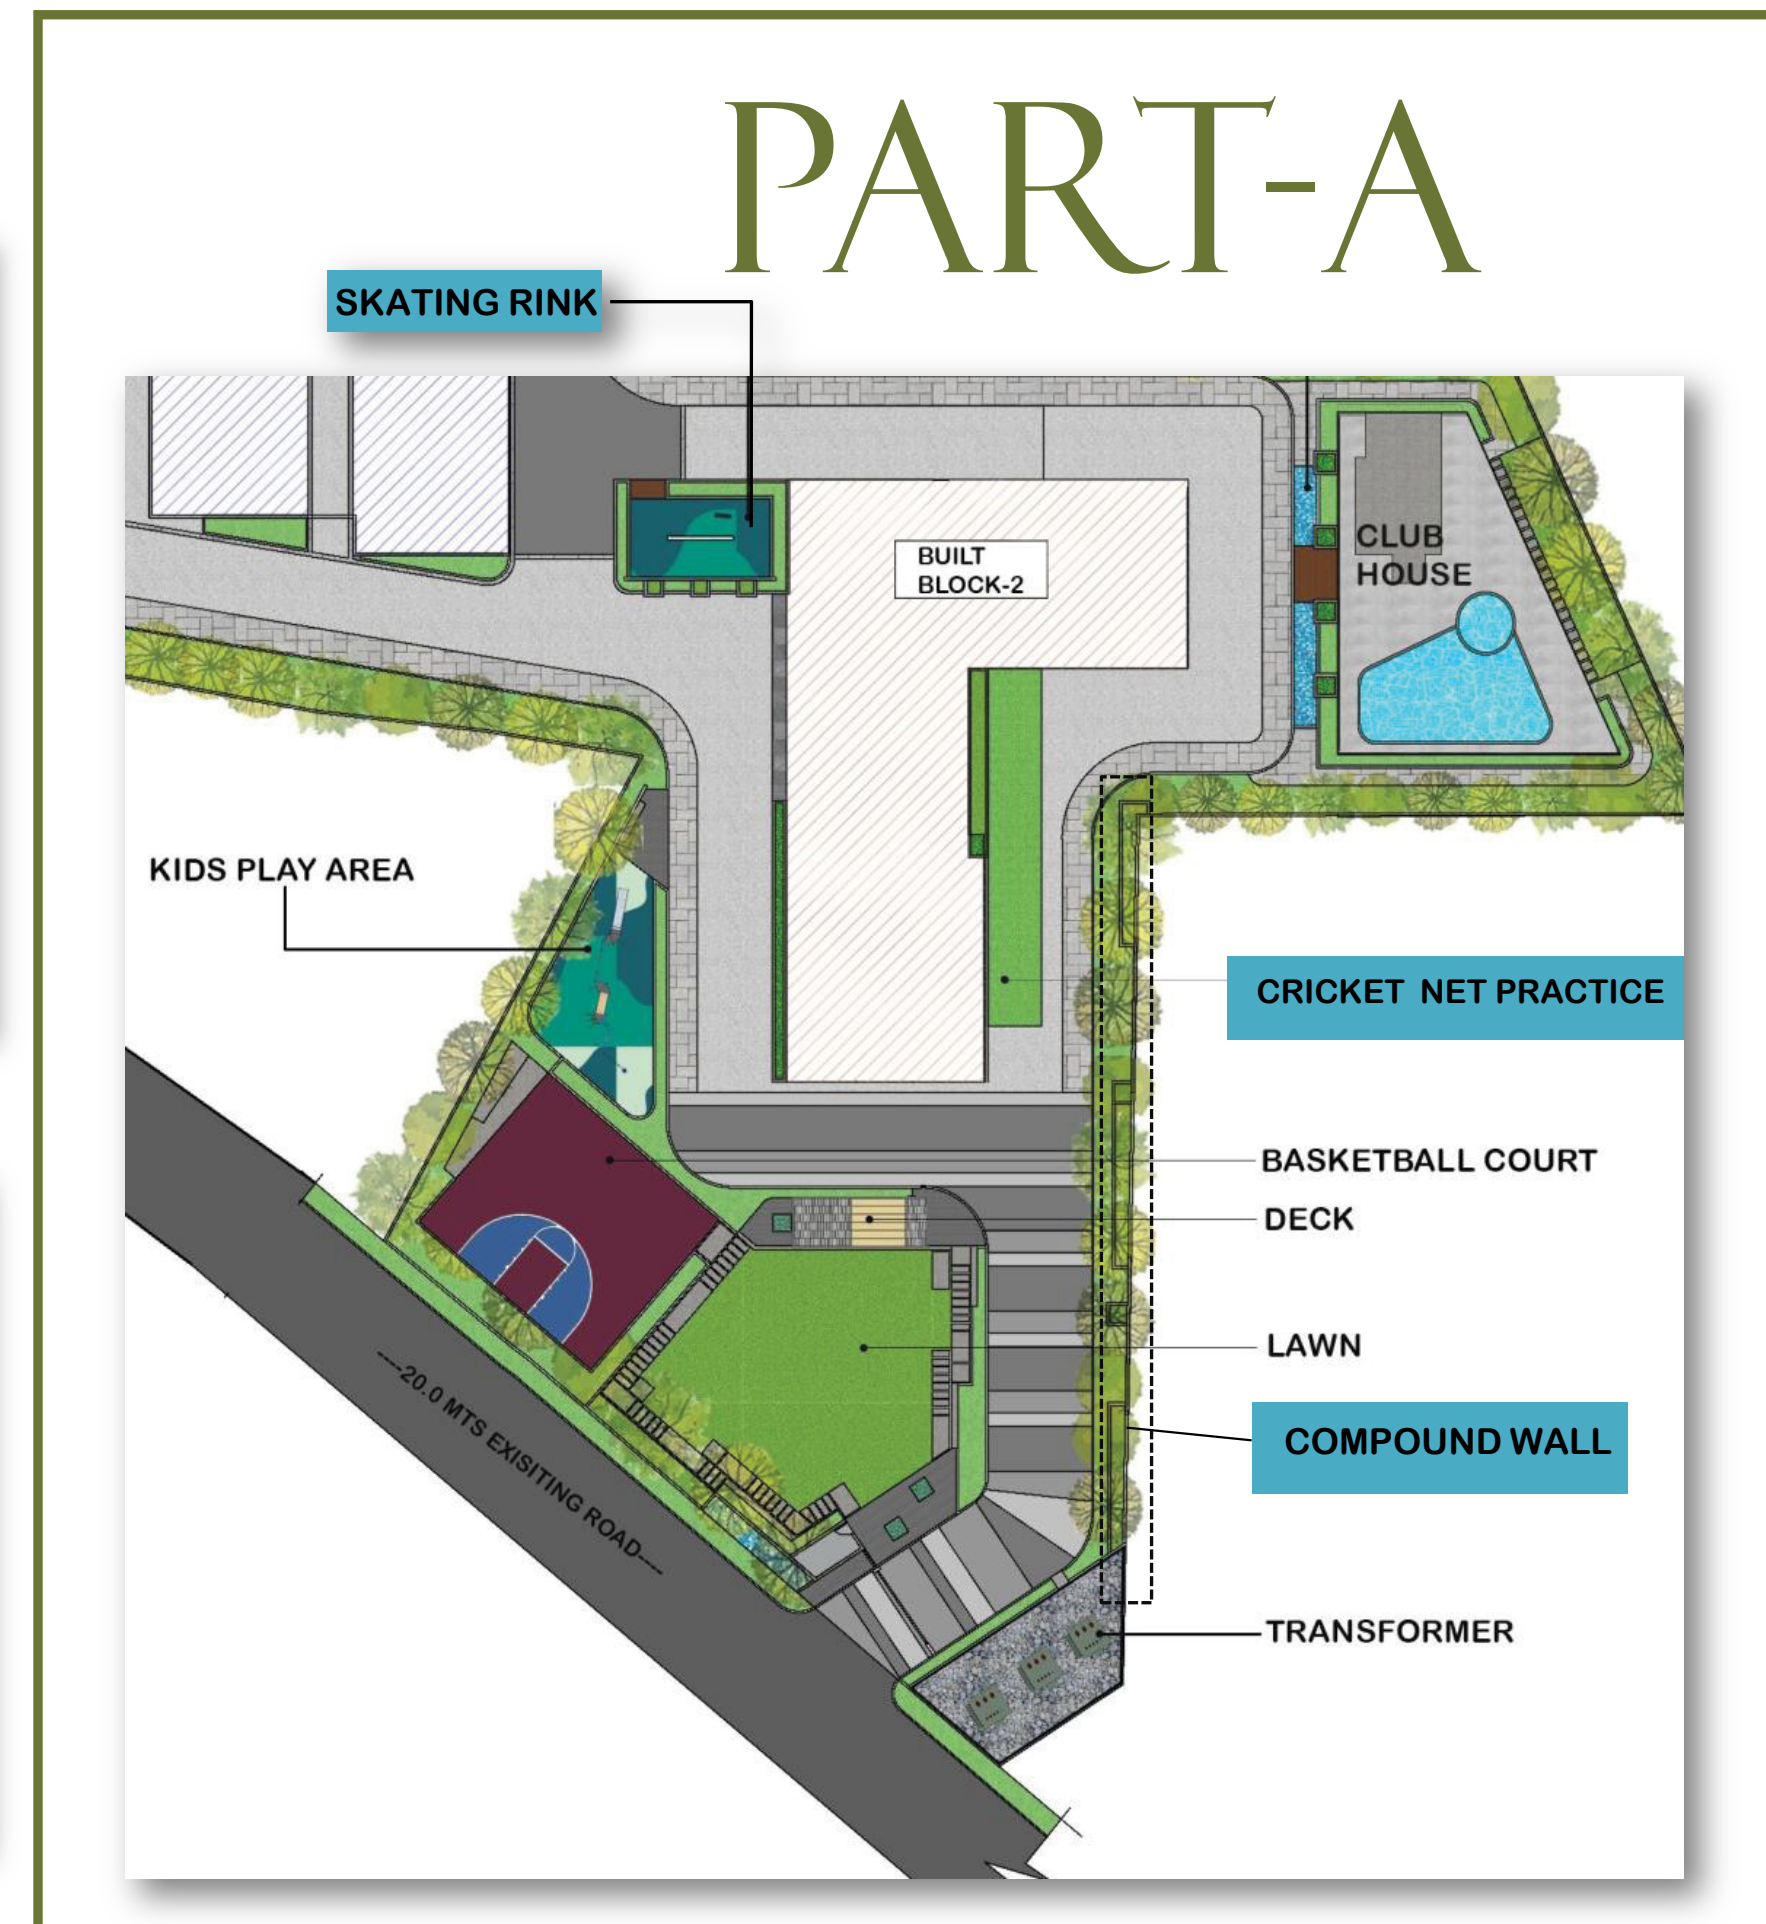 PART-A
SKATING RINK
BUILT
BLOCK-2
CLUB
HOUSE
KIDS PLAY AREA
CRICKET NET PRACTICE
BASKETBALL COURT
DECK
LAWN
COMPOUND WALL
----20.0 MTS EXISITING ROAD----
TRANSFORMER